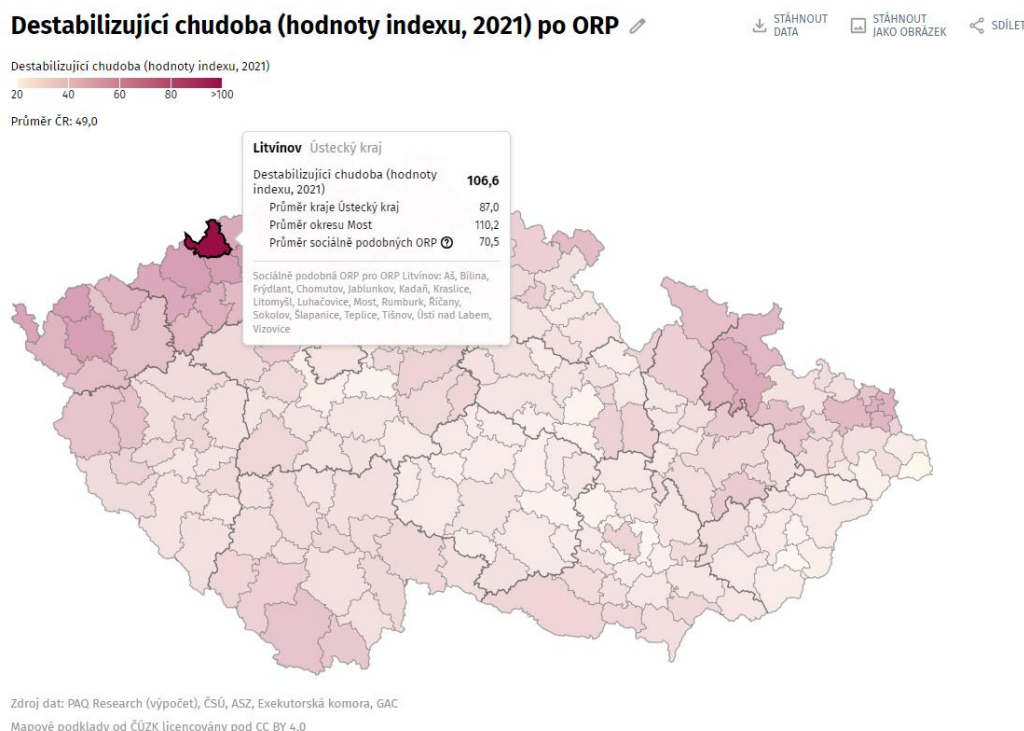 Destabilizující chudoba (hodnoty indexu, 2021) po ORP
STÁHNOUT
DATA
STÁHNOUT
JAKO OBRÁZEK
SDÍLET
Destabilizující chudoba (hodnoty indexu, 2021)
20 40 60 80 >100
Průměr ČR: 49,0
Litvínov Ústecký kraj
Destabilizující chudoba (hodnoty
indexu, 2021) 106,6
Průměr kraje Ústecký kraj 87,0
Průměr okresu Most 110,2
Průměr sociálně podobných ORP ? 70,5
Sociálně podobná ORP pro ORP Litvínov: Aš, Bílina,
Frýdlant, Chomutov, Jablunkov, Kadaň, Kraslice,
Litomyšl, Luhačovice, Most, Rumburk, Říčany,
Sokolov, Šlapanice, Teplice, Tišnov, Ústí nad Labem,
Vizovice
Zdroj dat: PAQ Research (výpočet), ČSÚ, ASZ, Exekutorská komora, GAC
Mapové podklady od ČÚZK licencovány pod CC BY 4.0